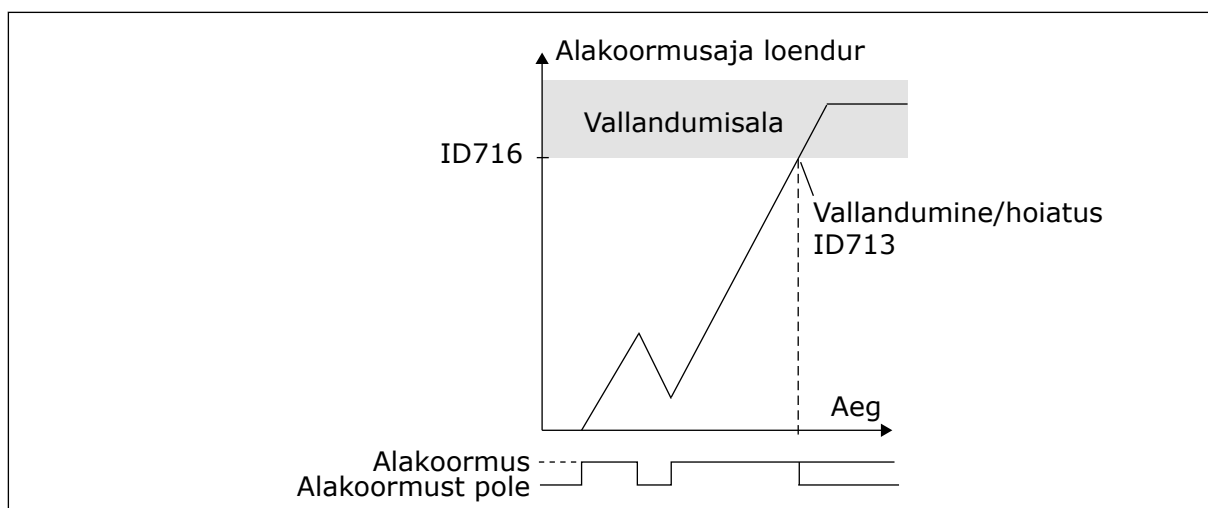 Alakoormusaja loendur
Vallandumisala
ID716
Vallandumine/hoiatus
ID713
Aeg
Alakoormus
Alakoormust pole